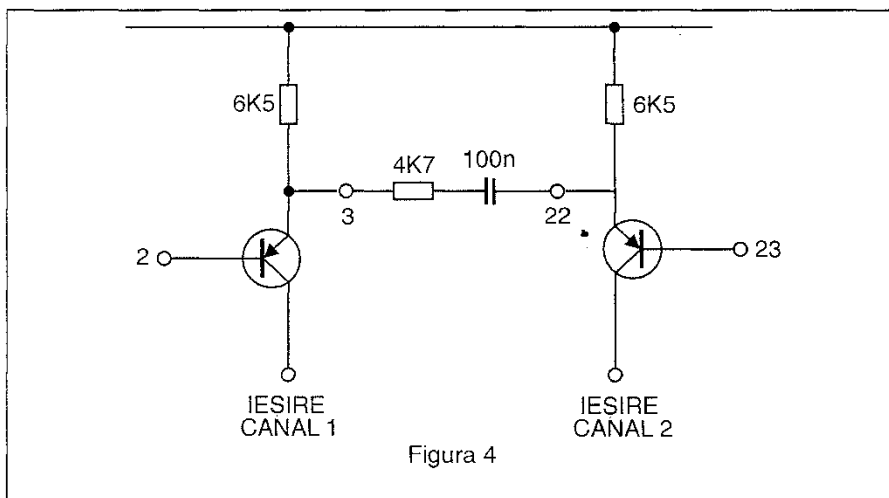 6K5
6K5
4K7
100n
3
22
2
23
IESIRE
CANAL 1
IESIRE
CANAL 2
Figura 4